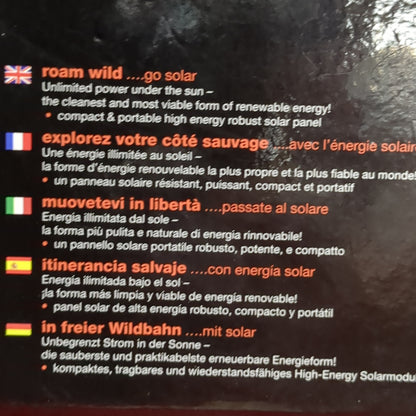 roam wild ....go solar
Unlimited power under the sun –
the cleanest and most viable form of renewable energy!
• compact & portable high energy robust solar panel
explorez votre côté sauvage ....avec l'énergie solair
Une énergie illimitée au soleil –
la forme d'énergie renouvelable la plus propre et la plus fiable au monde!
• un panneau solaire résistant, puissant, compact et portatif
muovetevi in libertà ....passate al solare
Energia illimitata dal sole –
la forma più pulita e naturale di energia rinnovabile!
• un pannello solare portatile robusto, potente, e compatto
itinerancia salvaje ....con energía solar
Energía ilimitada bajo el sol –
¡la forma más limpia y viable de energía renovable!
• panel solar de alta energía robusto, compacto y portátil
in freier Wildbahn ....mit solar
Unbegrenzt Strom in der Sonne –
die sauberste und praktikabelste erneuerbare Energieform!
• kompaktes, tragbares und wiederstandsfähiges High-Energy Solarmodu